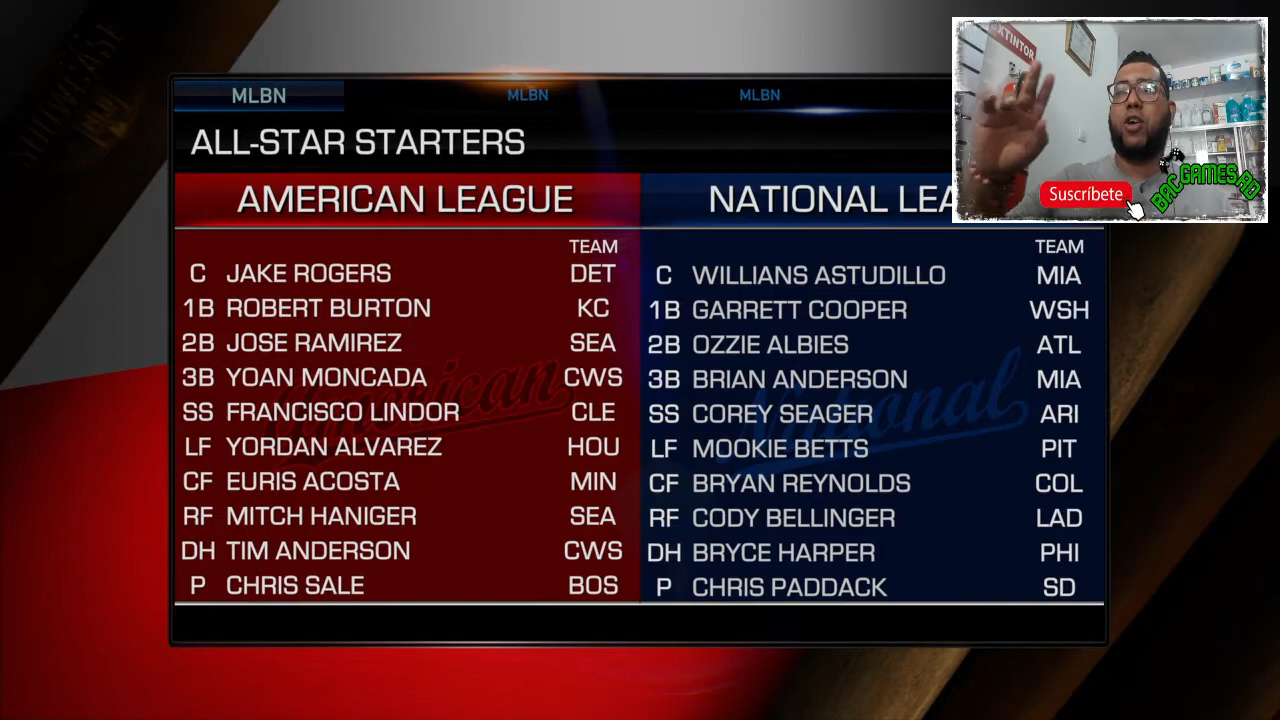 MLBN MLBN MLBN
ALL-STAR STARTERS
AMERICAN LEAGUE
TEAM
C JAKE ROGERS DET
1B ROBERT BURTON KC
2B JOSE RAMIREZ SEA
3B YOAN MONCADA CWS
SS FRANCISCO LINDOR CLE
LF YORDAN ALVAREZ HOU
CF EURIS ACOSTA MIN
RF MITCH HANIGER SEA
DH TIM ANDERSON CWS
P CHRIS SALE BOS
American
NATIONAL LEA
TEAM
C WILLIANS ASTUDILLO MIA
1B GARRETT COOPER WSH
2B OZZIE ALBIES ATL
3B BRIAN ANDERSON MIA
SS COREY SEAGER ARI
LF MOOKIE BETTS PIT
CF BRYAN REYNOLDS COL
RF CODY BELLINGER LAD
DH BRYCE HARPER PHI
P CHRIS PADDACK SD
National
EXTINTOR
Suscríbete
BACGAMES RD